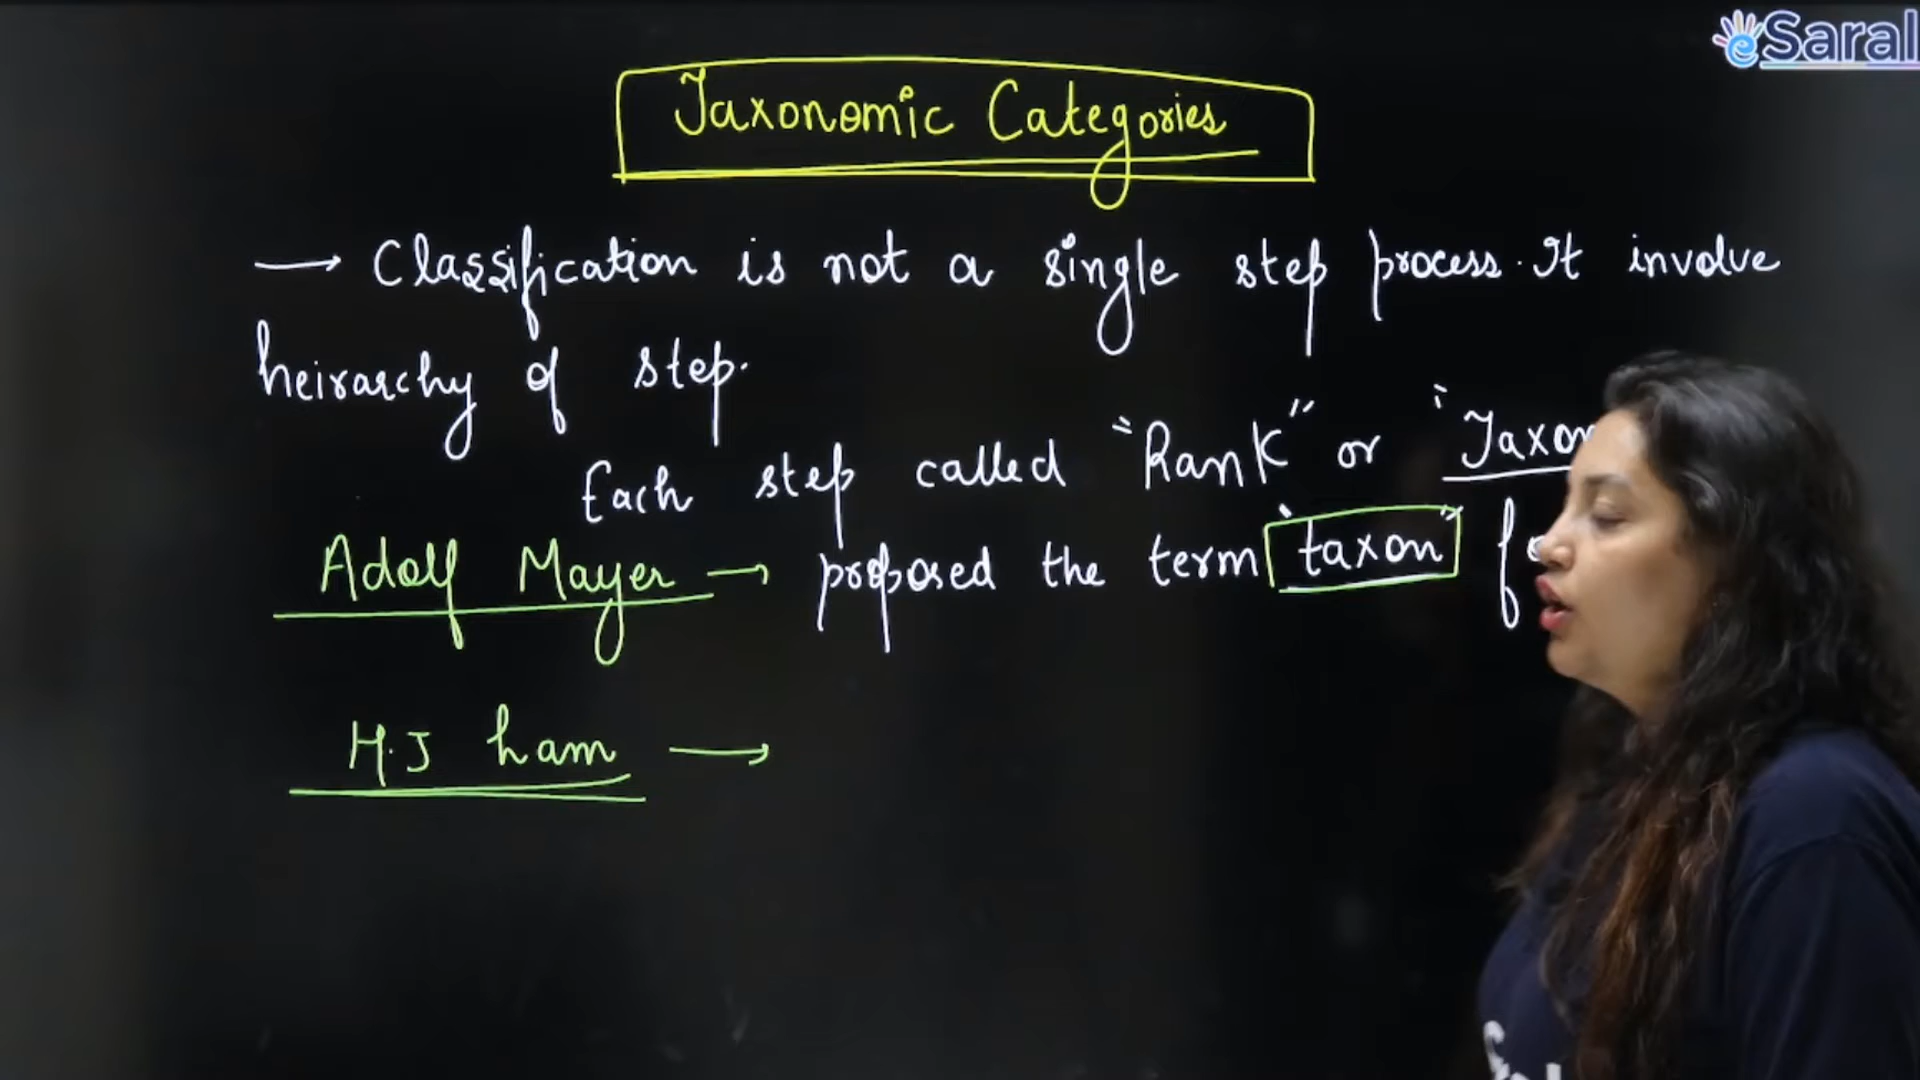 eSaral
Taxonomic Categories
→ Classification is not a single step process. It involve
heirarchy of step.
Each step called "Rank" or "Taxon
Adolf Mayer → proposed the term "taxon"
H.J ham →